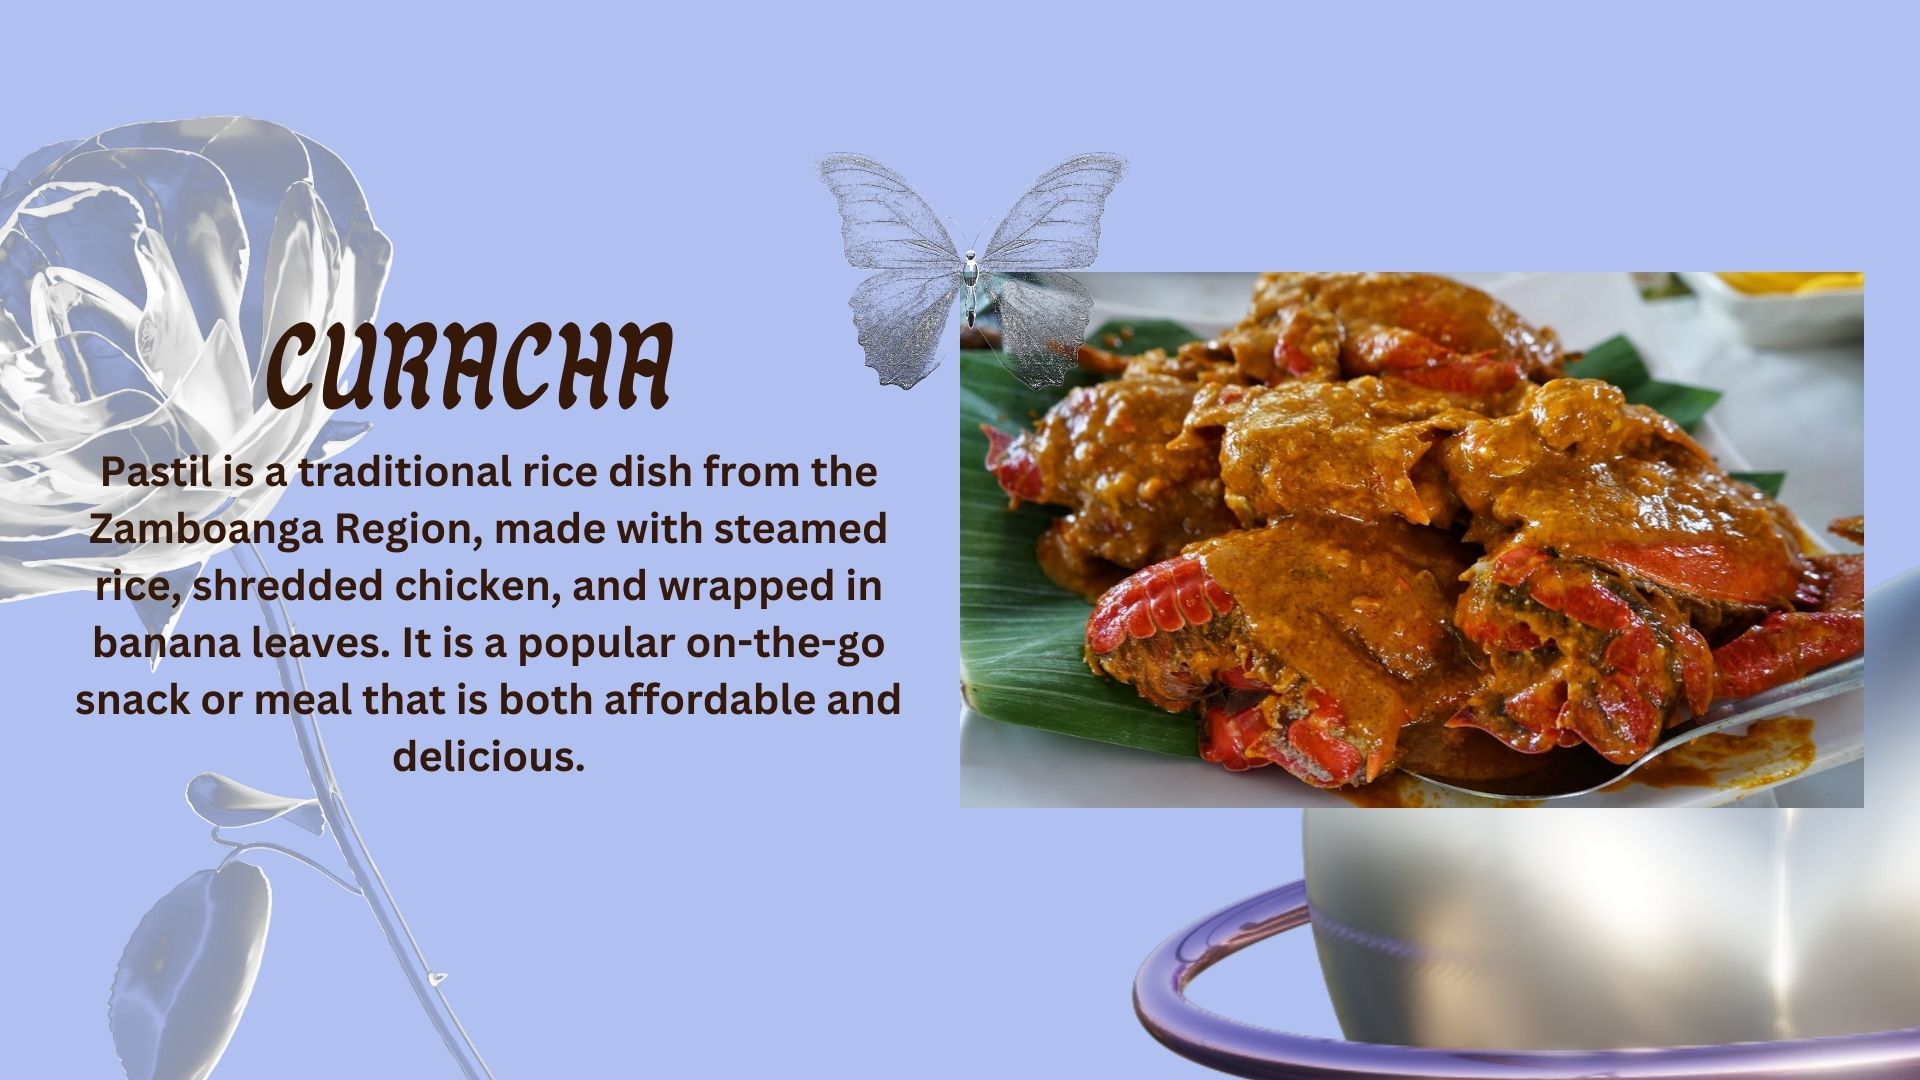 CURACHA
Pastil is a traditional rice dish from the
Zamboanga Region, made with steamed
rice, shredded chicken, and wrapped in
banana leaves. It is a popular on-the-go
snack or meal that is both affordable and
delicious.